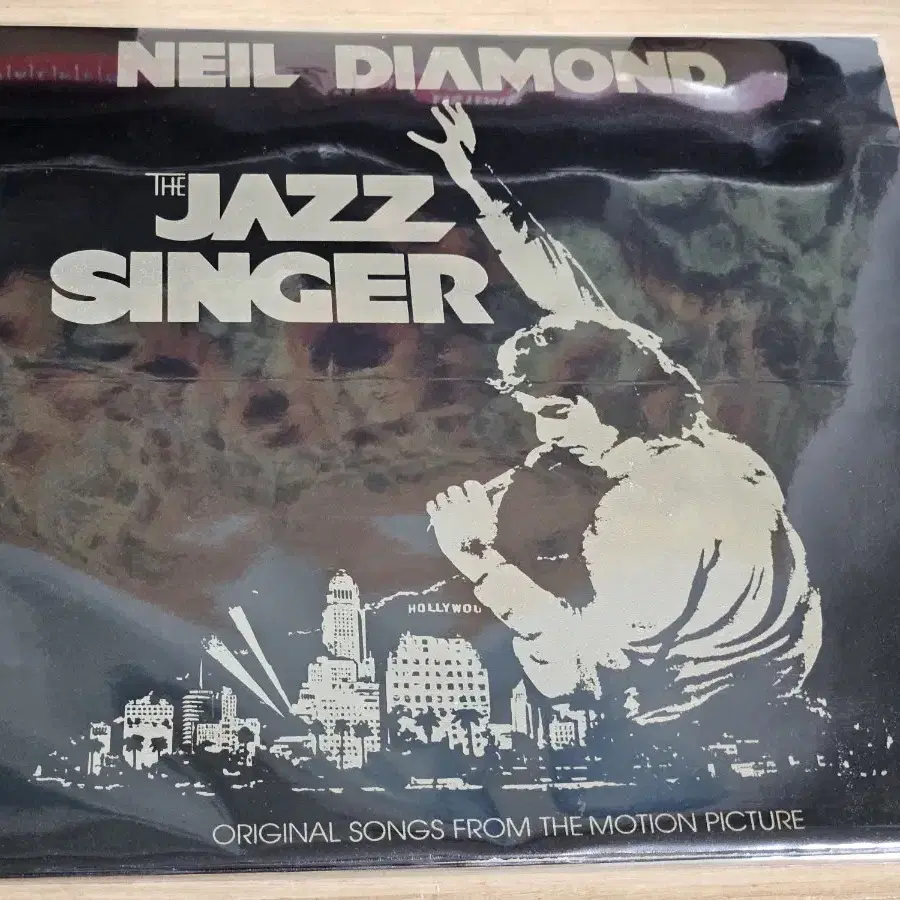 NEIL DIAMOND
THE JAZZ
SINGER
HOLLYWOO
ORIGINAL SONGS FROM THE MOTION PICTURE